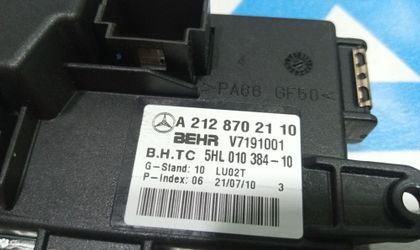 >PA66 GF50<
A 212 870 21 10
BEHR V7191001
B.H.TC 5HL 010 384-10
G-Stand: 10 LU02T
P-Index: 06 21/07/10 3